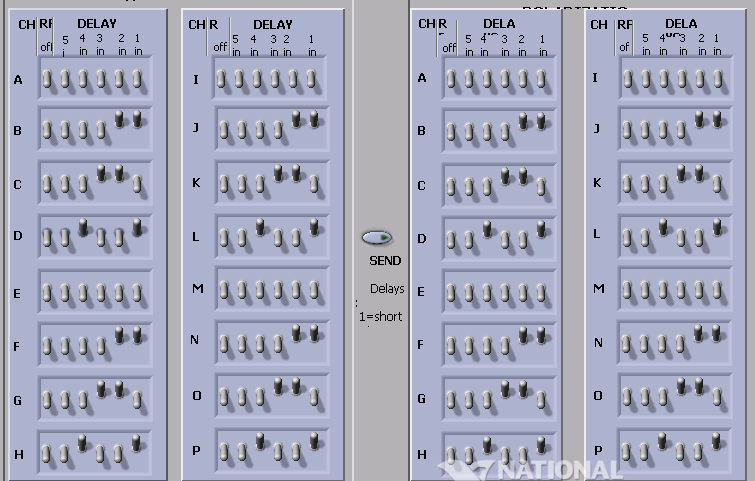 CH RF DELAY
off 5 in 4 in 3 in 2 in 1 in
A
B
C
D
E
F
G
H
CH R DELAY
off 5 in 4 in 3 in 2 in 1 in
I
J
K
L
M
N
O
P
SEND
Delays
:
1=short
CH R DELA
off 5 in 4 in 3 in 2 in 1 in
A
B
C
D
E
F
G
H
NATIONAL
CH RF DELA
of 5 in 4 in 3 in 2 in 1 in
I
J
K
L
M
N
O
P